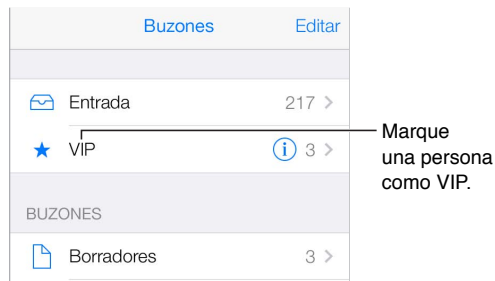 Buzones Editar
Entrada 217
VIP 3
Marque
una persona
como VIP.
BUZONES
Borradores 3